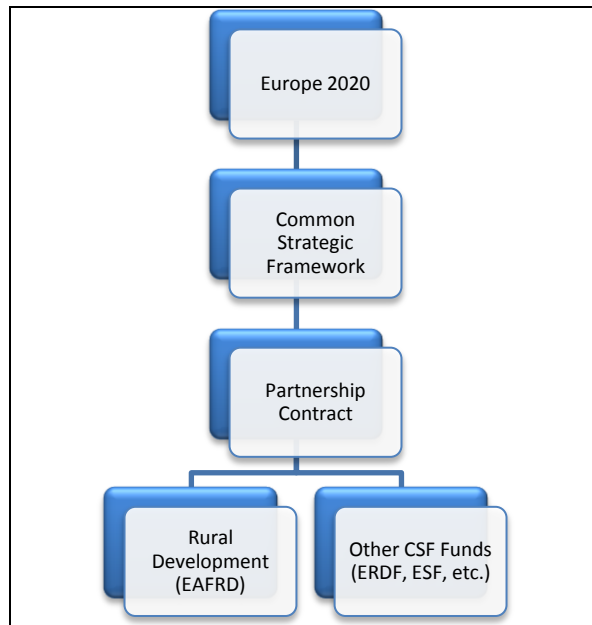 Europe 2020
Common
Strategic
Framework
Partnership
Contract
Rural
Development
(EAFRD)
Other CSF Funds
(ERDF, ESF, etc.)